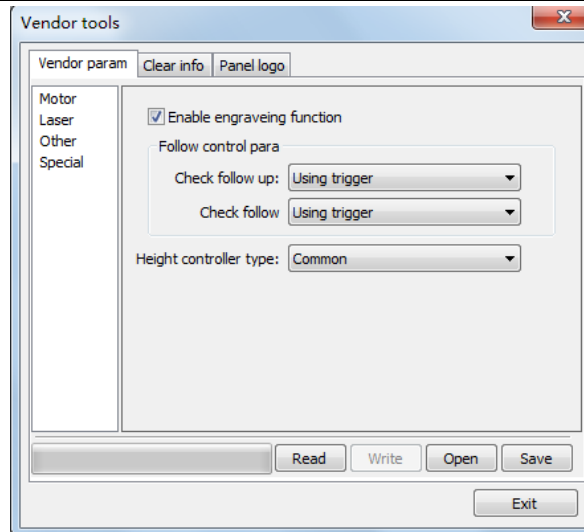 Vendor tools
Vendor param Clear info Panel logo
Motor
Laser
Other
Special
Enable engraveing function
Follow control para
Check follow up: Using trigger
Check follow Using trigger
Height controller type: Common
Read Write Open Save
Exit